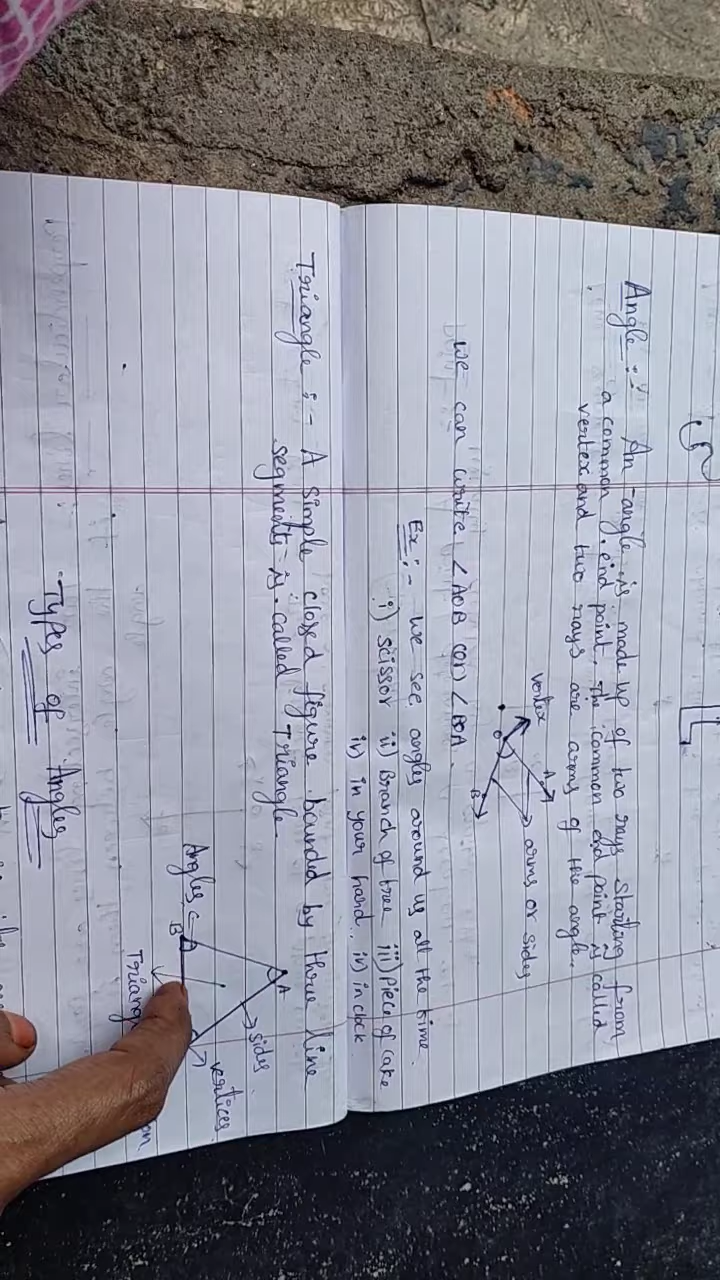 Angle :- An angle is made up of two rays starting from
a common end point. The common end point is called
vertex and two rays are arms of the angle.
vertex
A
arms or sides
O
B
we can write ∠AOB (or) ∠BOA.
Ex :- we see angles around us all the time.
i) scissor ii) Branch of tree iii) piece of cake
iv) in your hand. iv) in clock
Triangle :- A simple closed figure bounded by three line
segments is called Triangle.
A
sides
Angles
B
vertices
Types of Angles